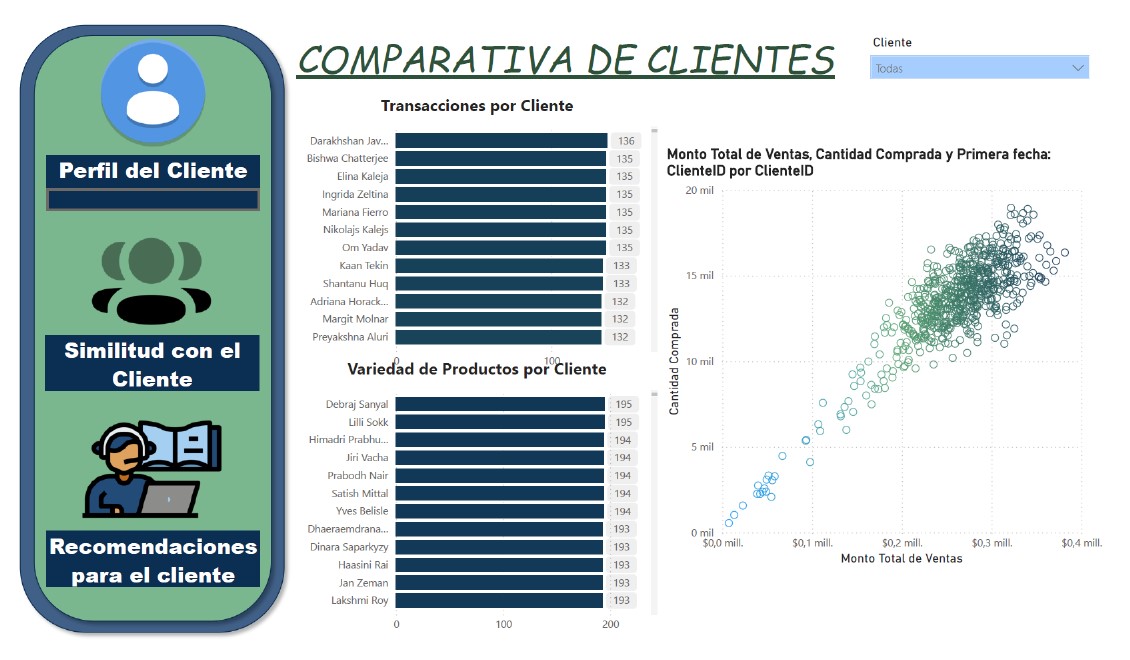 COMPARATIVA DE CLIENTES
Cliente
Todas
Perfil del Cliente
Similitud con el
Cliente
Recomendaciones
para el cliente
Transacciones por Cliente
Darakhshan Jav... 136
Bishwa Chatterjee 135
Elina Kaleja 135
Ingrida Zeltina 135
Mariana Fierro 135
Nikolajs Kalejs 135
Om Yadav 135
Kaan Tekin 133
Shantanu Huq 133
Adriana Horack... 132
Margit Molnar 132
Preyakshna Aluri 132
0 100
Variedad de Productos por Cliente
Debraj Sanyal 195
Lilli Sokk 195
Himadri Prabhu... 194
Jiri Vacha 194
Prabodh Nair 194
Satish Mittal 194
Yves Belisle 194
Dhaeraemdrana... 193
Dinara Saparkyzy 193
Haasini Rai 193
Jan Zeman 193
Lakshmi Roy 193
0 100 200
Monto Total de Ventas, Cantidad Comprada y Primera fecha:
ClienteID por ClienteID
Cantidad Comprada
20 mil
15 mil
10 mil
5 mil
0 mil
$0,0 mill. $0,1 mill. $0,2 mill. $0,3 mill. $0,4 mill.
Monto Total de Ventas